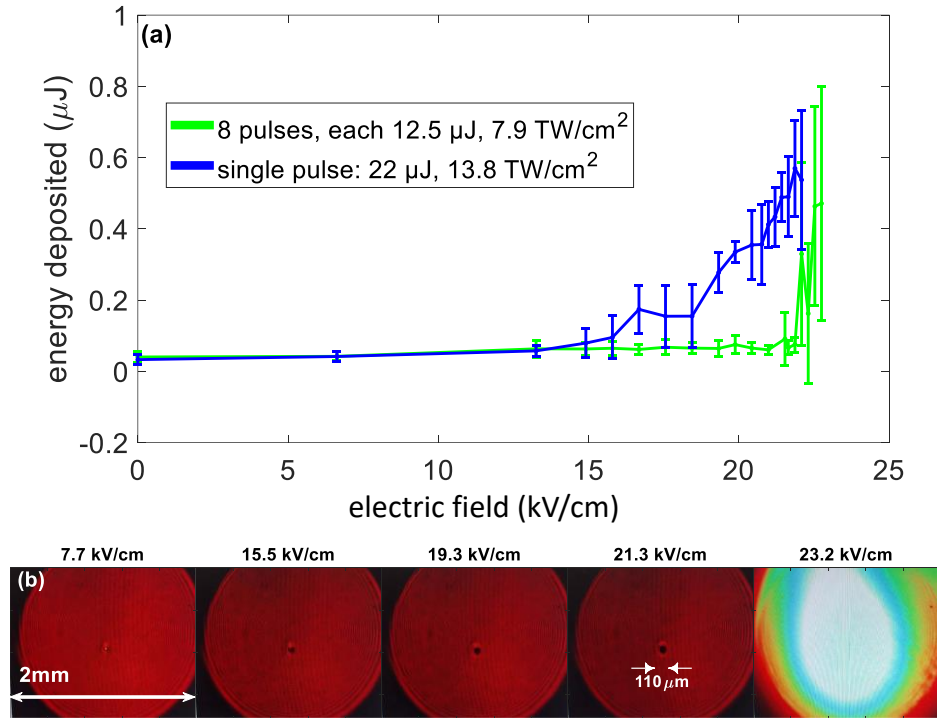 (a)
1
0.8
0.6
0.4
0.2
0
-0.2
energy deposited (μJ)
8 pulses, each 12.5 μJ, 7.9 TW/cm²
single pulse: 22 μJ, 13.8 TW/cm²
0 5 10 15 20 25
electric field (kV/cm)
7.7 kV/cm 15.5 kV/cm 19.3 kV/cm 21.3 kV/cm 23.2 kV/cm
(b)
2mm
110 μm